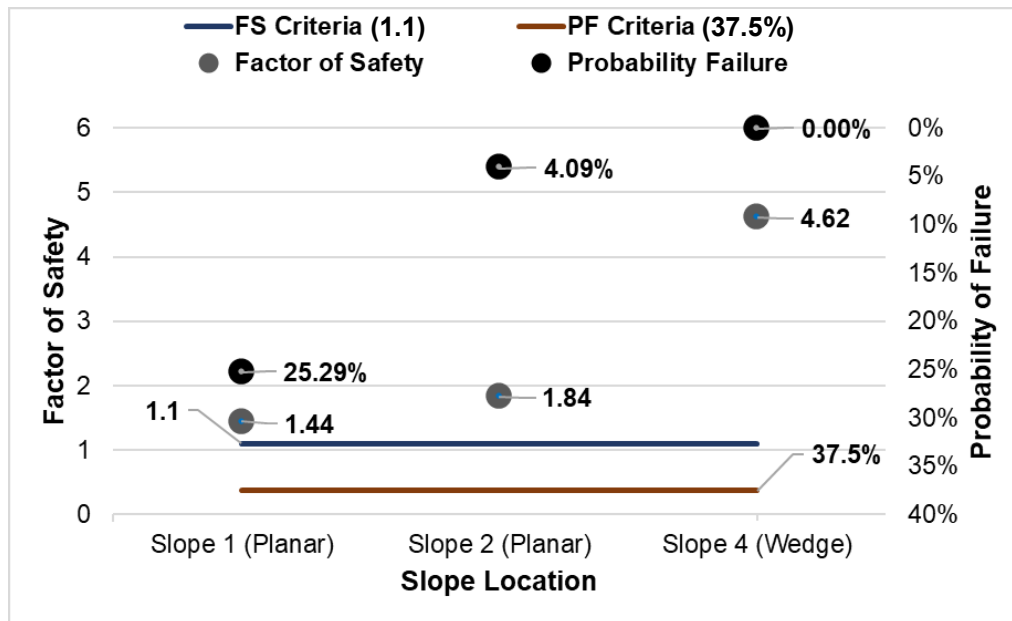 FS Criteria (1.1) PF Criteria (37.5%)
Factor of Safety Probability Failure
6 0.00% 0%
4.09% 5%
5
4.62 10%
4 15%
Factor of Safety
Probability of Failure
3 20%
25.29% 25%
2
1.1 1.44 1.84 30%
1
37.5% 35%
0 40%
Slope 1 (Planar) Slope 2 (Planar) Slope 4 (Wedge)
Slope Location